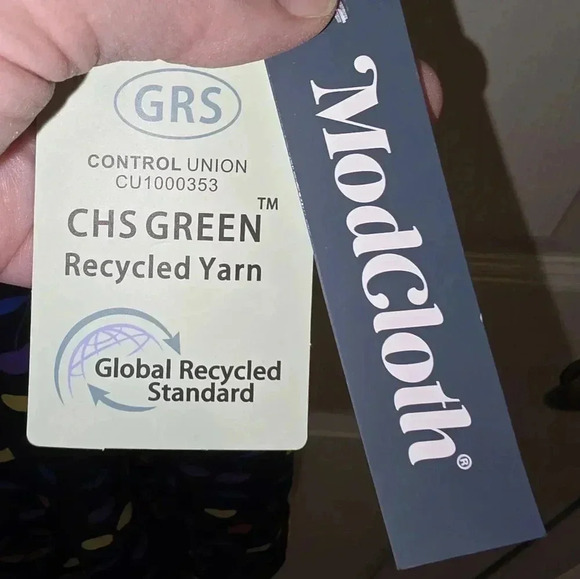 GRS
CONTROL UNION
CU1000353
CHS GREEN™
Recycled Yarn
Global Recycled
Standard
ModCloth®